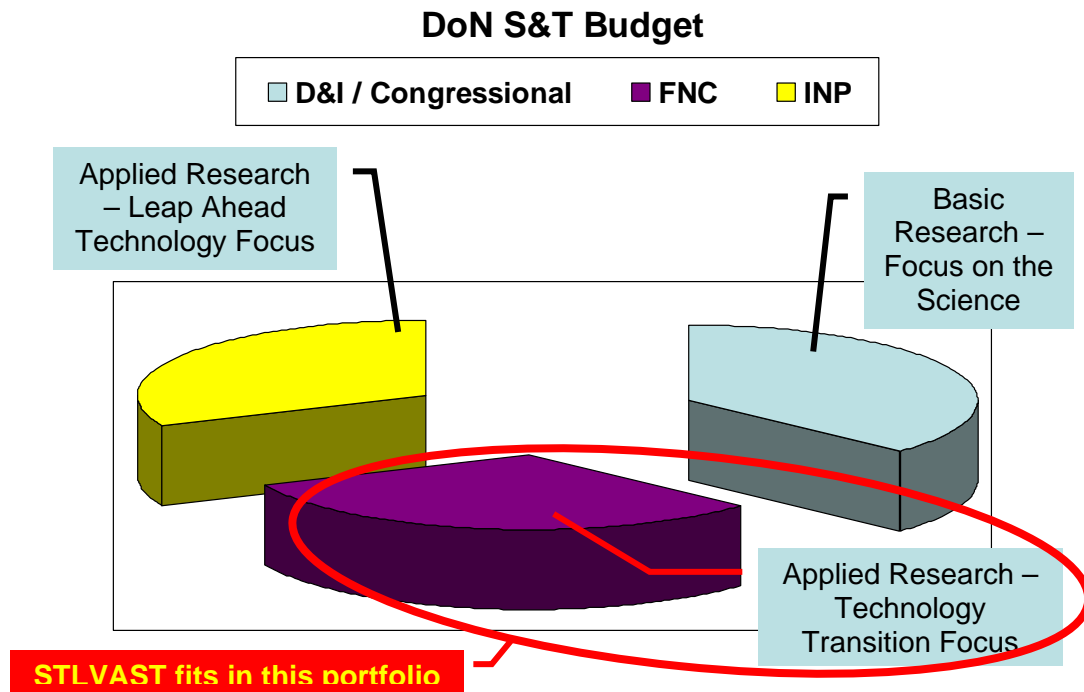 DoN S&T Budget
D&I / Congressional FNC INP
Applied Research
– Leap Ahead
Technology Focus
Basic
Research –
Focus on the
Science
Applied Research –
Technology
Transition Focus
STLVAST fits in this portfolio